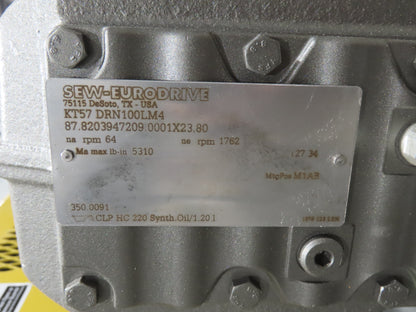 SEW-EURODRIVE
75115 DeSoto, TX - USA
KT57 DRN100LM4
87.8203947209.0001X23.80
na rpm 64 ne rpm 1762
Ma max lb-in 5310 i 27.34
MtgPos M1AB
350.0091
CLP HC 220 Synth.Oil/1.20 l